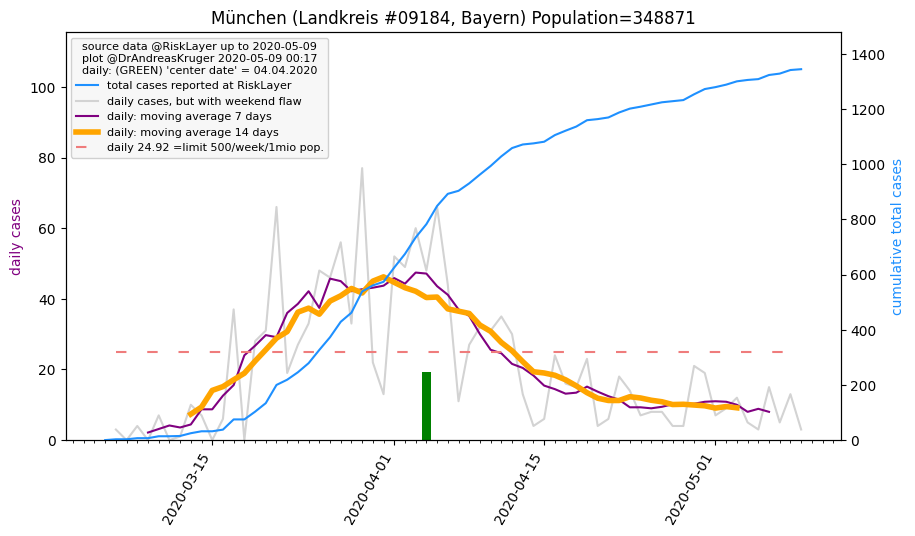 München (Landkreis #09184, Bayern) Population=348871
source data @RiskLayer up to 2020-05-09
plot @DrAndreasKruger 2020-05-09 00:17
daily: (GREEN) 'center date' = 04.04.2020
total cases reported at RiskLayer
daily cases, but with weekend flaw
daily: moving average 7 days
daily: moving average 14 days
daily 24.92 =limit 500/week/1mio pop.
daily cases
100
80
60
40
20
0
cumulative total cases
1400
1200
1000
800
600
400
200
0
2020-03-15
2020-04-01
2020-04-15
2020-05-01